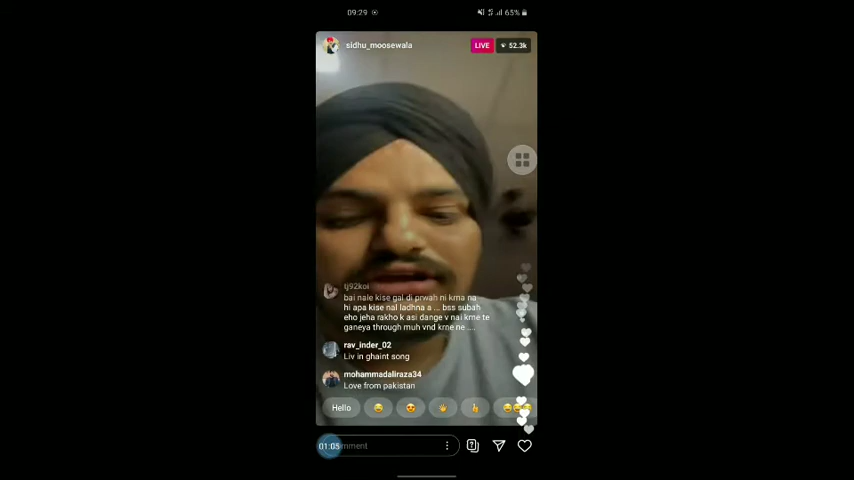 09:29
65%
sidhu_moosewala
LIVE
52.3k
tj92koi
bai nale kise gal di prwah ni krna na
hi apa kise nal ladhna a ... bss subah
eho jeha rakho k asi dange v nai krne te
ganeya through muh vnd krne ne ....
rav_inder_02
Liv in ghaint song
mohammadaliraza34
Love from pakistan
Hello
01:05
mment